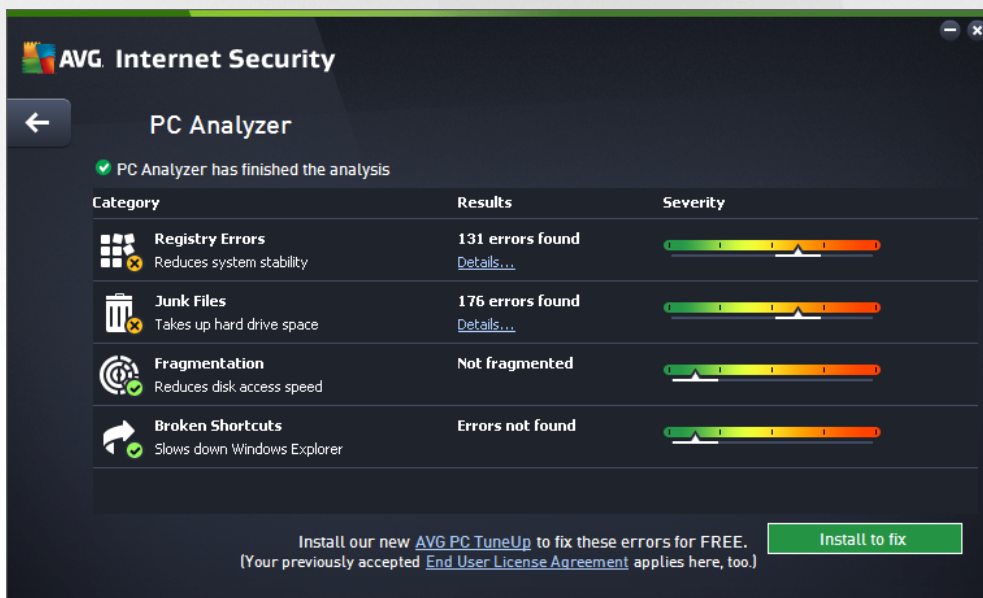 AVG. Internet Security
PC Analyzer
PC Analyzer has finished the analysis
Category Results Severity
Registry Errors 131 errors found
Reduces system stability Details...
Junk Files 176 errors found
Takes up hard drive space Details...
Fragmentation Not fragmented
Reduces disk access speed
Broken Shortcuts Errors not found
Slows down Windows Explorer
Install our new AVG PC TuneUp to fix these errors for FREE. Install to fix
(Your previously accepted End User License Agreement applies here, too.)